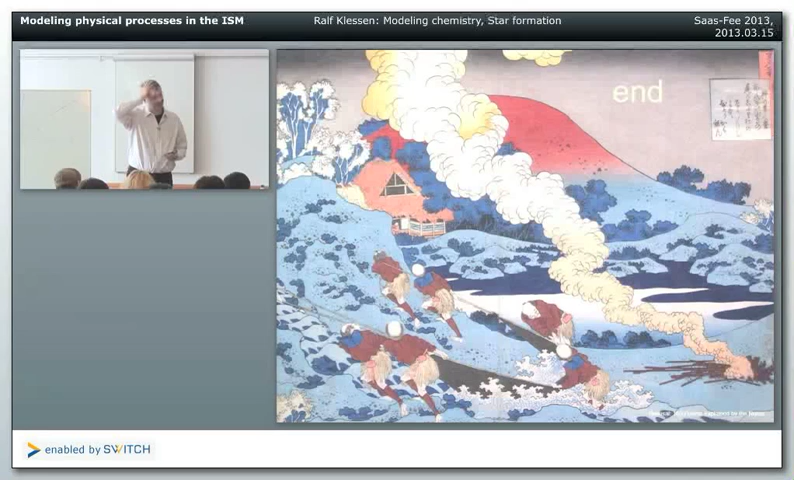 Modeling physical processes in the ISM
Ralf Klessen: Modeling chemistry, Star formation
Saas-Fee 2013,
2013.03.15
end
enabled by SWITCH